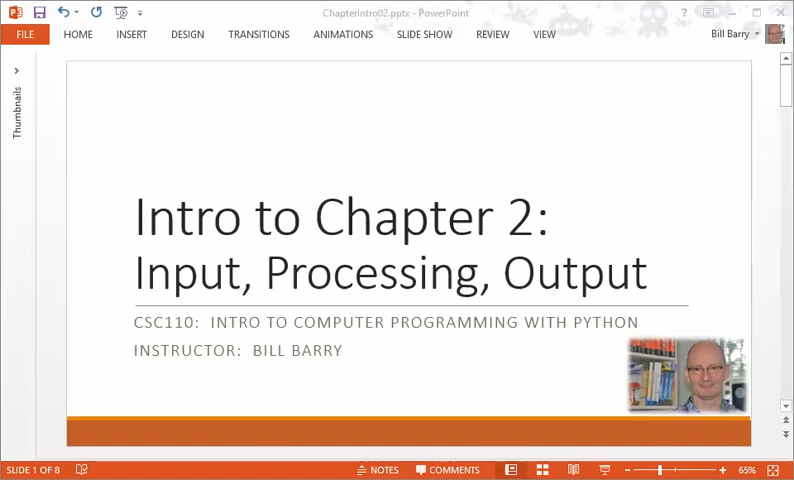 ChapterIntro02.pptx - PowerPoint
FILE HOME INSERT DESIGN TRANSITIONS ANIMATIONS SLIDE SHOW REVIEW VIEW Bill Barry
Thumbnails
Intro to Chapter 2:
Input, Processing, Output
CSC110: INTRO TO COMPUTER PROGRAMMING WITH PYTHON
INSTRUCTOR: BILL BARRY
SLIDE 1 OF 8 NOTES COMMENTS 65%